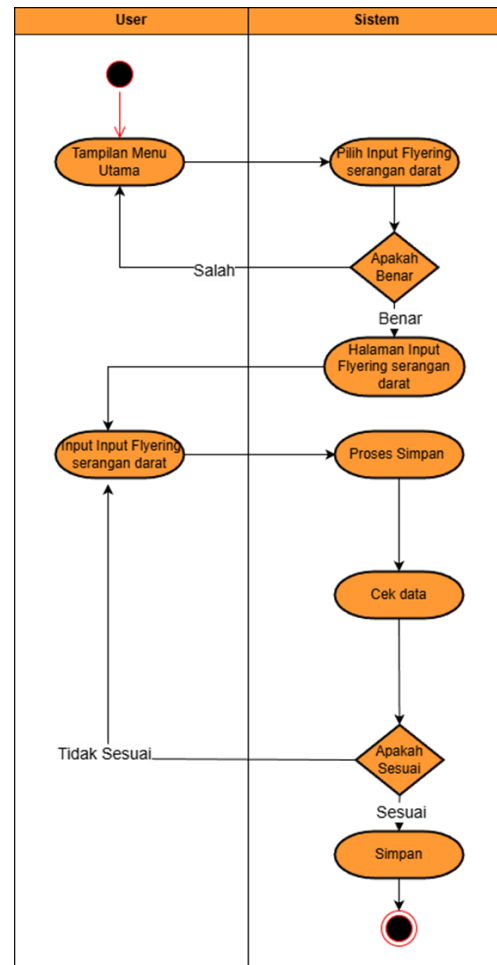 User
Sistem
Tampilan Menu
Utama
Pilih Input Flyering
serangan darat
Apakah
Benar
Salah
Benar
Halaman Input
Flyering serangan
darat
Input Input Flyering
serangan darat
Proses Simpan
Cek data
Apakah
Sesuai
Tidak Sesuai
Sesuai
Simpan